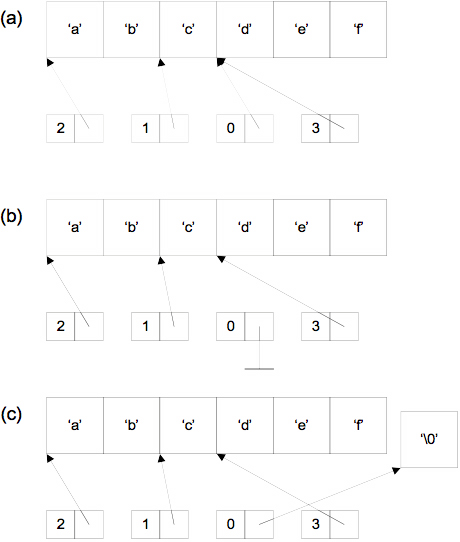 (a) ‘a’ ‘b’ ‘c’ ‘d’ ‘e’ ‘f’
2 1 0 3
(b) ‘a’ ‘b’ ‘c’ ‘d’ ‘e’ ‘f’
2 1 0 3
(c) ‘a’ ‘b’ ‘c’ ‘d’ ‘e’ ‘f’
‘\0’
2 1 0 3